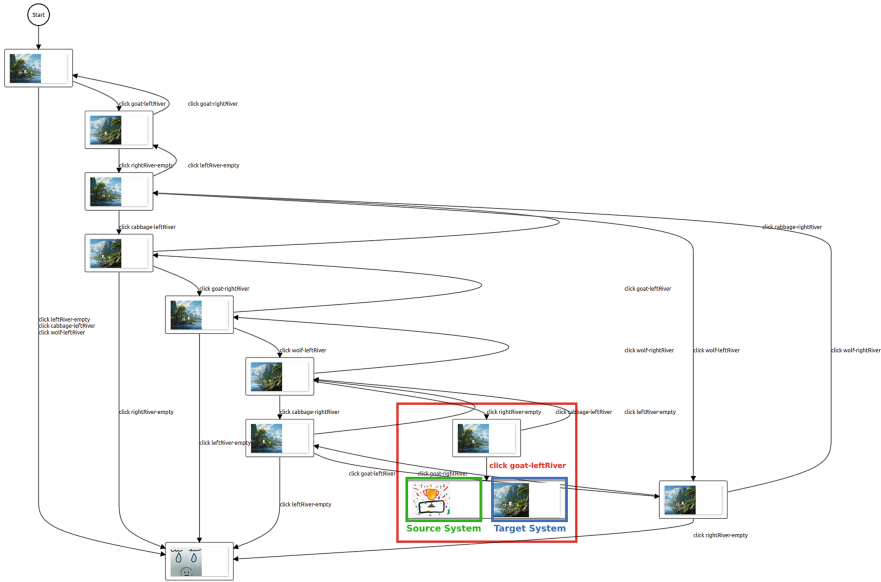 Start
click goat-leftRiver
click goat-rightRiver
click rightRiver-empty
click leftRiver-empty
click cabbage-leftRiver
click cabbage-rightRiver
click goat-rightRiver
click goat-leftRiver
click leftRiver-empty
click cabbage-leftRiver
click wolf-leftRiver
click wolf-leftRiver
click wolf-rightRiver
click wolf-leftRiver
click wolf-rightRiver
click rightRiver-empty
click cabbage-rightRiver
click rightRiver-empty
click cabbage-leftRiver
click leftRiver-empty
click leftRiver-empty
click goat-leftRiver
click goat-leftRiver
click goat-rightRiver
click leftRiver-empty
Source System
Target System
click rightRiver-empty